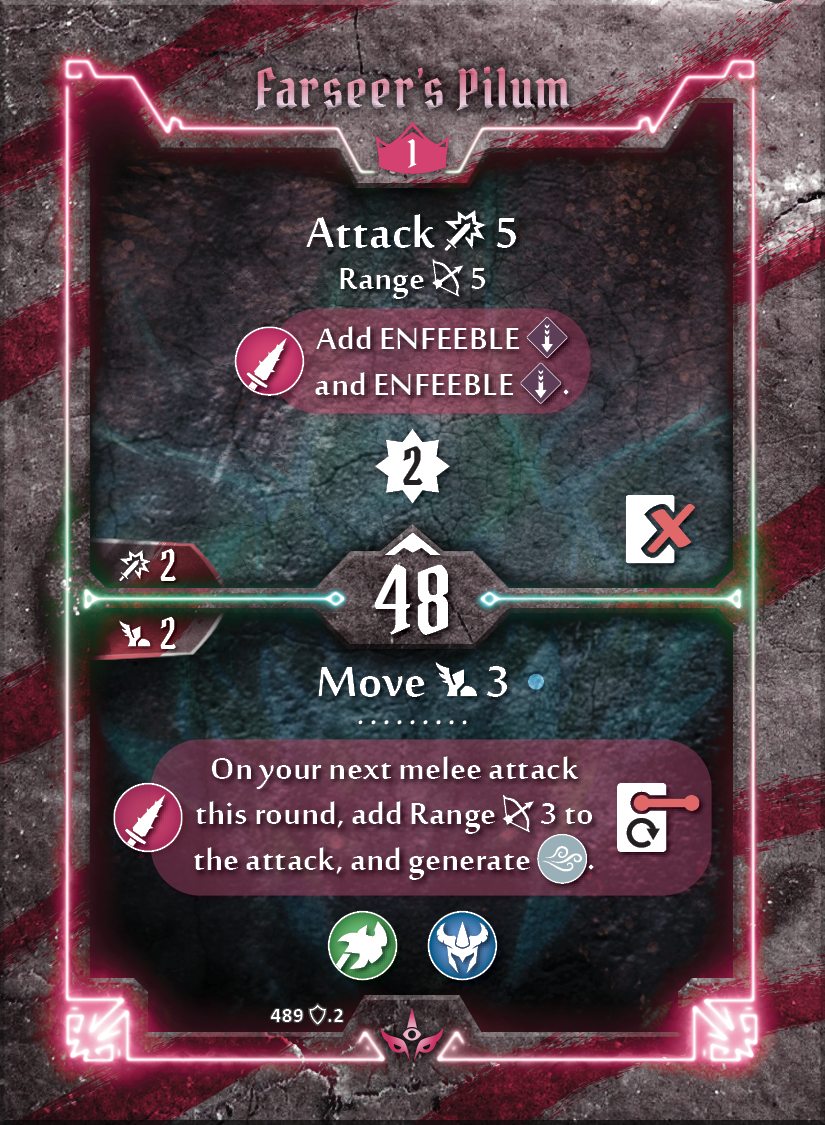 Farseer's Pilum
1
Attack 5
Range 5
Add ENFEEBLE
and ENFEEBLE .
2
2
48
2
Move 3
.........
On your next melee attack
this round, add Range 3 to
the attack, and generate .
489 .2